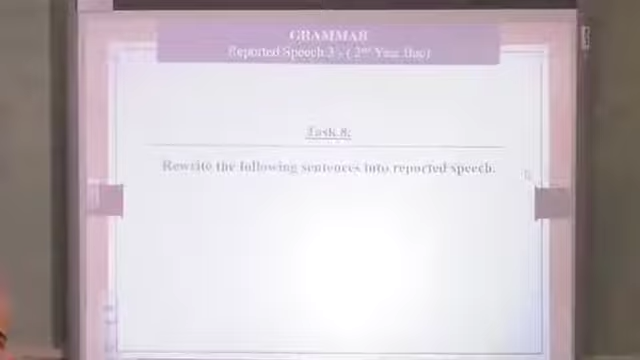 GRAMMAR
Reported Speech 3 - ( 2nd Year Bac)
Task 8:
Rewrite the following sentences into reported speech.